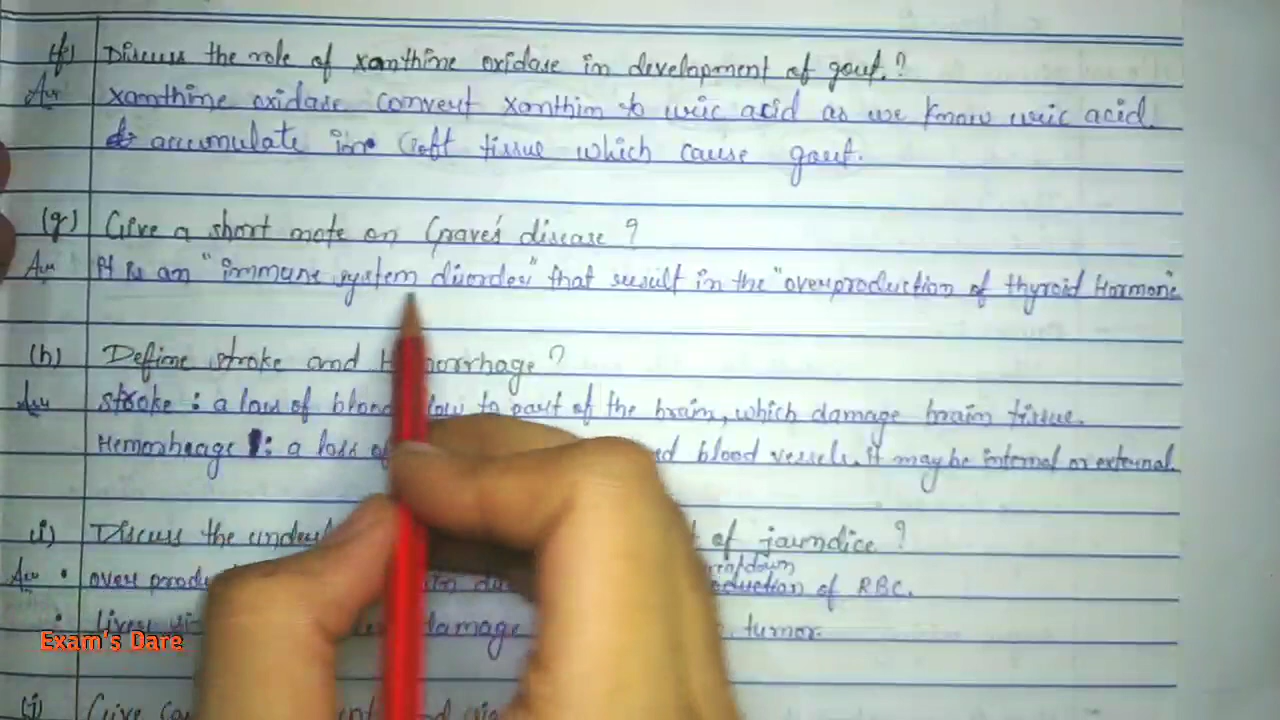 (f) Discuss the role of xanthine oxidase in development of gout.?
Ans xanthine oxidase convert xanthin to uric acid as we know uric acid
accumulate in soft tissue which cause gout.
(g) Give a short note on Grave's disease ?
Ans It is an "immune system disorder" that result in the "overproduction of thyroid Hormone
(h) Define stroke and ?
Ans stroke : a loss of blood to part of the brain, which damage brain tissue.
Hemorrhage : a loss of blood vessels. it may be internal or external.
(i) Discuss the of jaundice ?
Ans • over RBC.
• damage tumor.
Exam's Dare
(j) Give